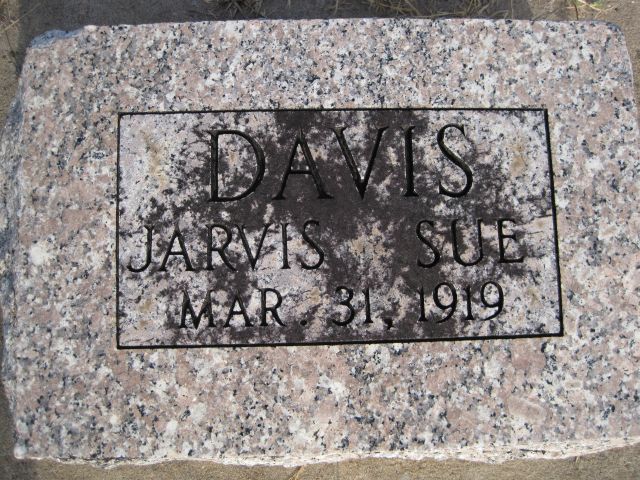 DAVIS
JARVIS SUE
MAR. 31, 1919